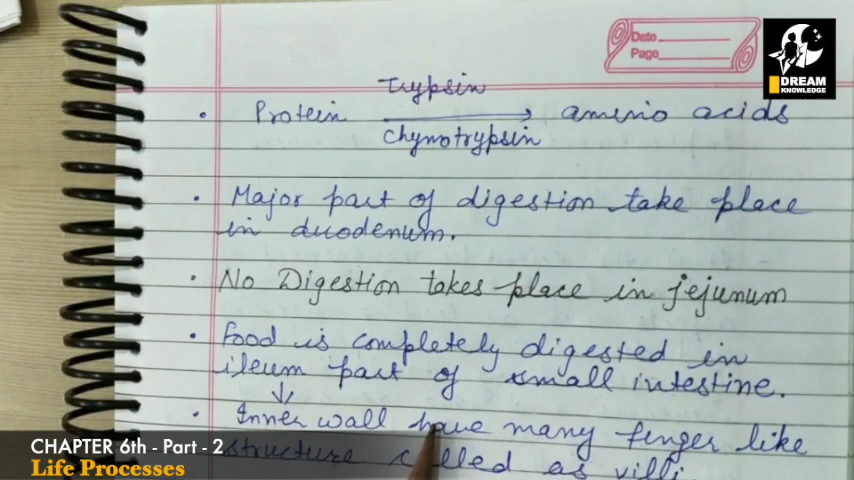 Date
Page
DREAM
KNOWLEDGE
Trypsin
• Protein → amino acids
chymotrypsin
• Major part of digestion take place
in duodenum.
• No Digestion takes place in jejunum
• Food is completely digested in
ileum part of small intestine.
↓
• Inner wall have many finger like
structure called as villi
CHAPTER 6th - Part - 2
Life Processes